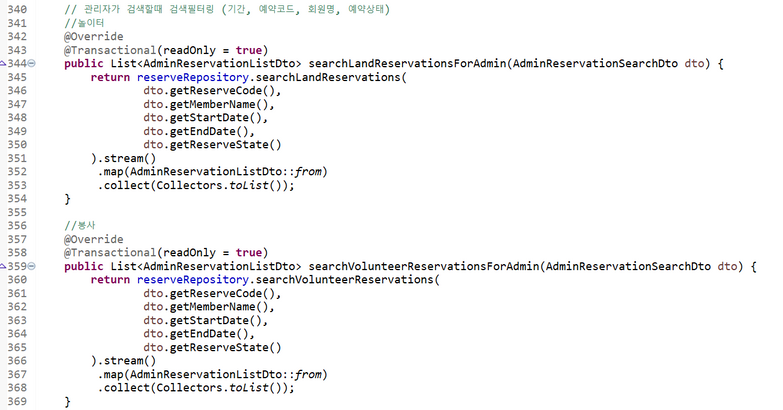 340 // 관리자가 검색할때 검색필터링 (기간, 예약코드, 회원명, 예약상태)
341 //놀이터
342 @Override
343 @Transactional(readOnly = true)
344 public List<AdminReservationListDto> searchLandReservationsForAdmin(AdminReservationSearchDto dto) {
345 return reserveRepository.searchLandReservations(
346 dto.getReserveCode(),
347 dto.getMemberName(),
348 dto.getStartDate(),
349 dto.getEndDate(),
350 dto.getReserveState()
351 ).stream()
352 .map(AdminReservationListDto::from)
353 .collect(Collectors.toList());
354 }
355
356 //봉사
357 @Override
358 @Transactional(readOnly = true)
359 public List<AdminReservationListDto> searchVolunteerReservationsForAdmin(AdminReservationSearchDto dto) {
360 return reserveRepository.searchVolunteerReservations(
361 dto.getReserveCode(),
362 dto.getMemberName(),
363 dto.getStartDate(),
364 dto.getEndDate(),
365 dto.getReserveState()
366 ).stream()
367 .map(AdminReservationListDto::from)
368 .collect(Collectors.toList());
369 }